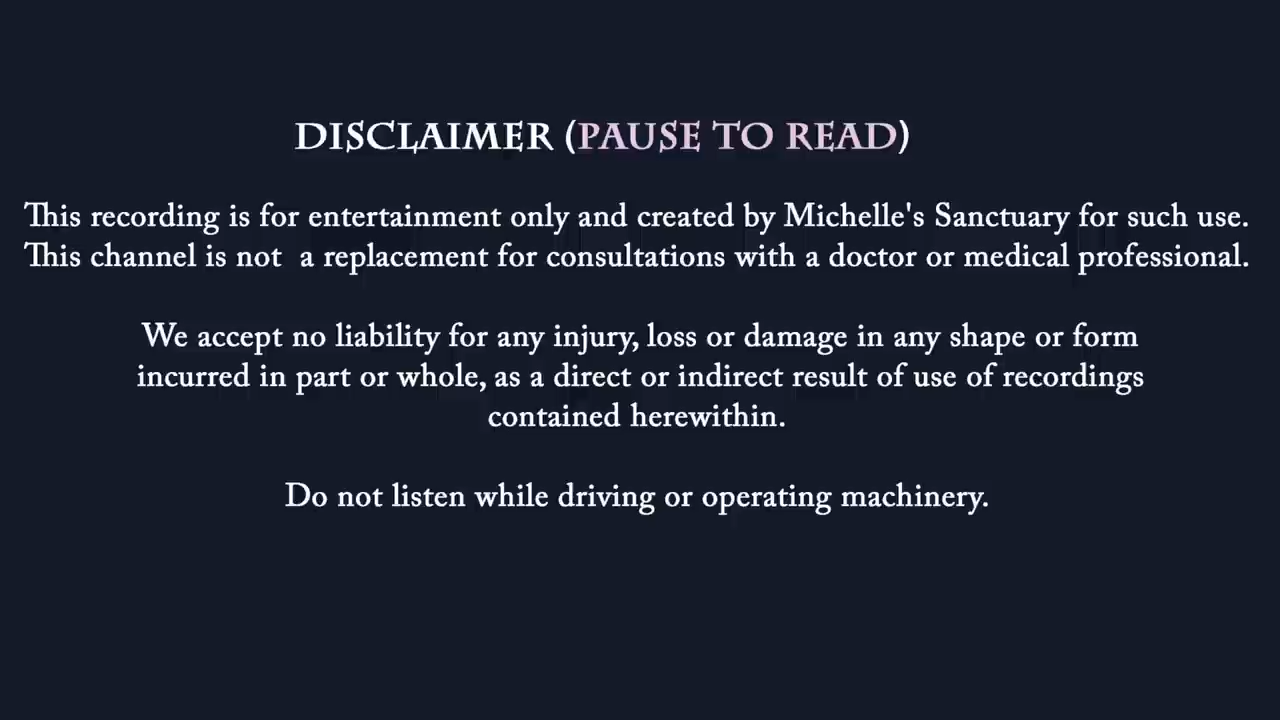 DISCLAIMER (PAUSE TO READ)
This recording is for entertainment only and created by Michelle's Sanctuary for such use.
This channel is not  a replacement for consultations with a doctor or medical professional.
We accept no liability for any injury, loss or damage in any shape or form
incurred in part or whole, as a direct or indirect result of use of recordings
contained herewithin.
Do not listen while driving or operating machinery.